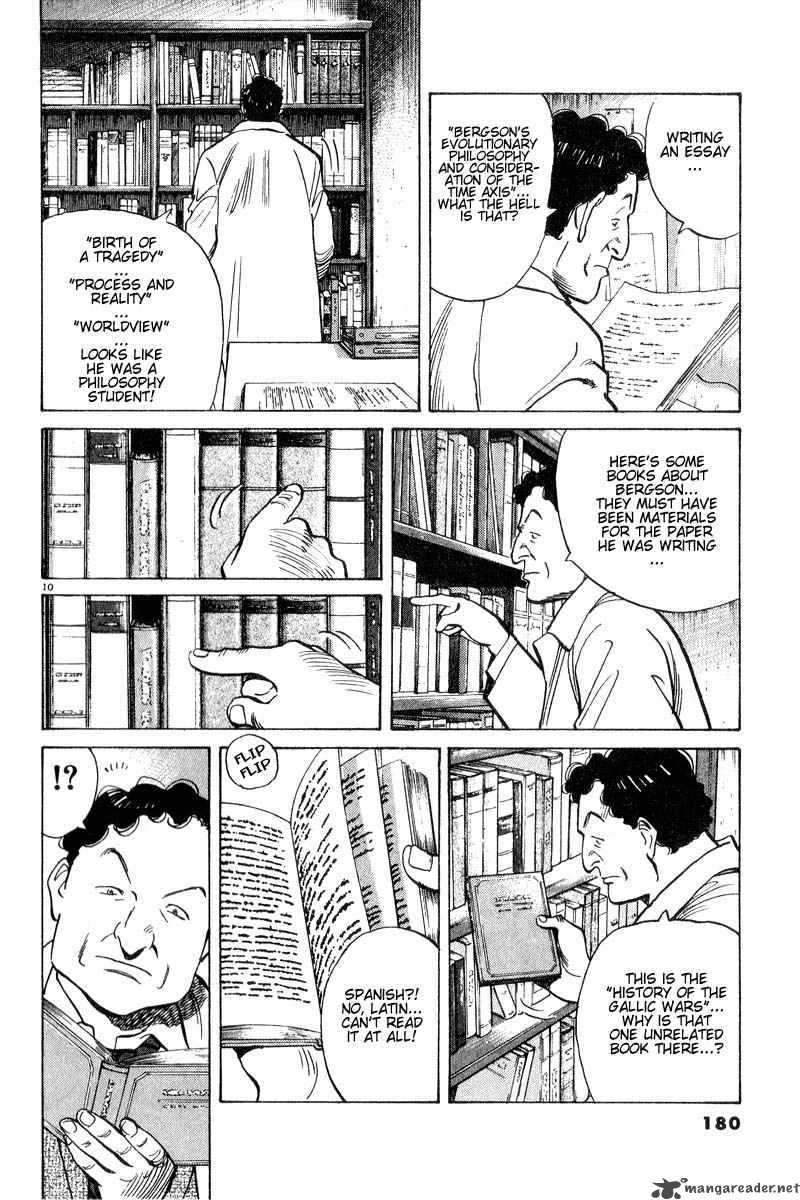 WRITING
AN ESSAY
...
"BERGSON'S
EVOLUTIONARY
PHILOSOPHY
AND CONSIDER-
ATION OF THE
TIME AXIS"...
WHAT THE HELL
IS THAT?
"BIRTH OF
A TRAGEDY"
...
"PROCESS AND
REALITY"
...
"WORLDVIEW"
...
LOOKS LIKE
HE WAS A
PHILOSOPHY
STUDENT!
HERE'S SOME
BOOKS ABOUT
BERGSON...
THEY MUST HAVE
BEEN MATERIALS
FOR THE PAPER
HE WAS WRITING
...
10
THIS IS THE
"HISTORY OF THE
GALLIC WARS"...
WHY IS THAT
ONE UNRELATED
BOOK THERE...?
FLIP
FLIP
SPANISH?!
NO, LATIN...
CAN'T READ
IT AT ALL!
!?
180
mangareader.net